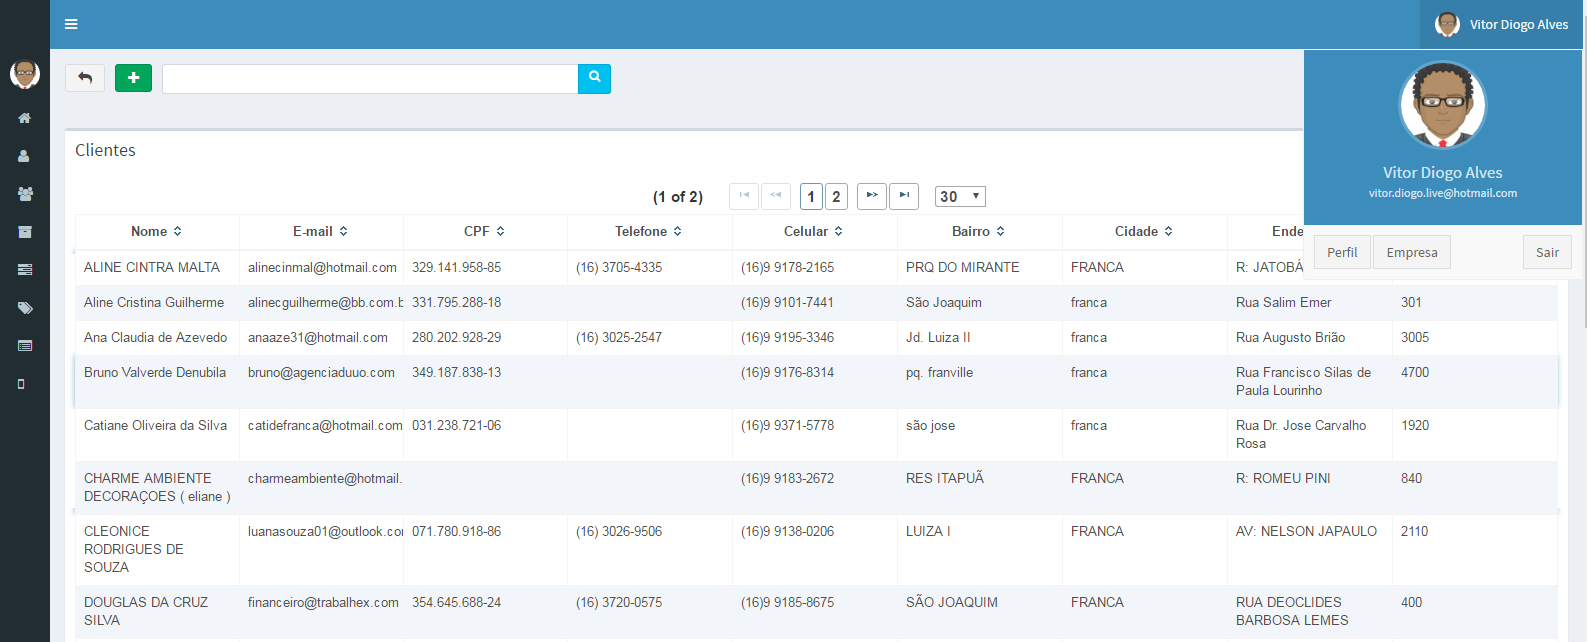 Vitor Diogo Alves
Vitor Diogo Alves
vitor.diogo.live@hotmail.com
Perfil Empresa Sair
Clientes
(1 of 2) 1 2 30
Nome E-mail CPF Telefone Celular Bairro Cidade Ende
ALINE CINTRA MALTA alinecinmal@hotmail.com 329.141.958-85 (16) 3705-4335 (16)9 9178-2165 PRQ DO MIRANTE FRANCA R: JATOBÁ
Aline Cristina Guilherme alinecguilherme@bb.com.b 331.795.288-18 (16)9 9101-7441 São Joaquim franca Rua Salim Emer 301
Ana Claudia de Azevedo anaaze31@hotmail.com 280.202.928-29 (16) 3025-2547 (16)9 9195-3346 Jd. Luiza II franca Rua Augusto Brião 3005
Bruno Valverde Denubila bruno@agenciaduuo.com 349.187.838-13 (16)9 9176-8314 pq. franville franca Rua Francisco Silas de 4700
Paula Lourinho
Catiane Oliveira da Silva catidefranca@hotmail.com 031.238.721-06 (16)9 9371-5778 são jose franca Rua Dr. Jose Carvalho 1920
Rosa
CHARME AMBIENTE charmeambiente@hotmail. (16)9 9183-2672 RES ITAPUÃ FRANCA R: ROMEU PINI 840
DECORAÇOES ( eliane )
CLEONICE luanasouza01@outlook.co 071.780.918-86 (16) 3026-9506 (16)9 9138-0206 LUIZA I FRANCA AV: NELSON JAPAULO 2110
RODRIGUES DE
SOUZA
DOUGLAS DA CRUZ financeiro@trabalhex.com 354.645.688-24 (16) 3720-0575 (16)9 9185-8675 SÃO JOAQUIM FRANCA RUA DEOCLIDES 400
SILVA BARBOSA LEMES